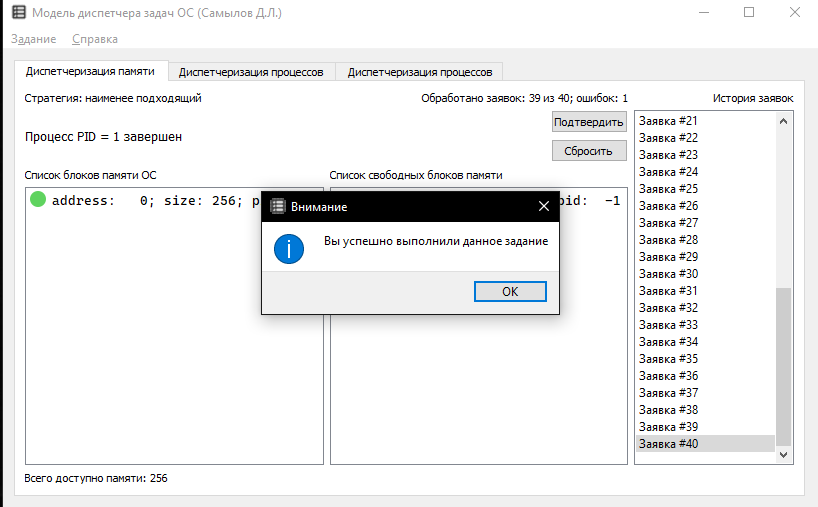 Модель диспетчера задач ОС (Самылов Д.Л.)
Задание Справка
Диспетчеризация памяти Диспетчеризация процессов Диспетчеризация процессов
Стратегия: наименее подходящий Обработано заявок: 39 из 40; ошибок: 1 История заявок
Подтвердить
Процесс PID = 1 завершен
Сбросить
Список блоков памяти ОС Список свободных блоков памяти
address: 0; size: 256; p
pid: -1
Внимание
Вы успешно выполнили данное задание
OK
Заявка #21
Заявка #22
Заявка #23
Заявка #24
Заявка #25
Заявка #26
Заявка #27
Заявка #28
Заявка #29
Заявка #30
Заявка #31
Заявка #32
Заявка #33
Заявка #34
Заявка #35
Заявка #36
Заявка #37
Заявка #38
Заявка #39
Заявка #40
Всего доступно памяти: 256